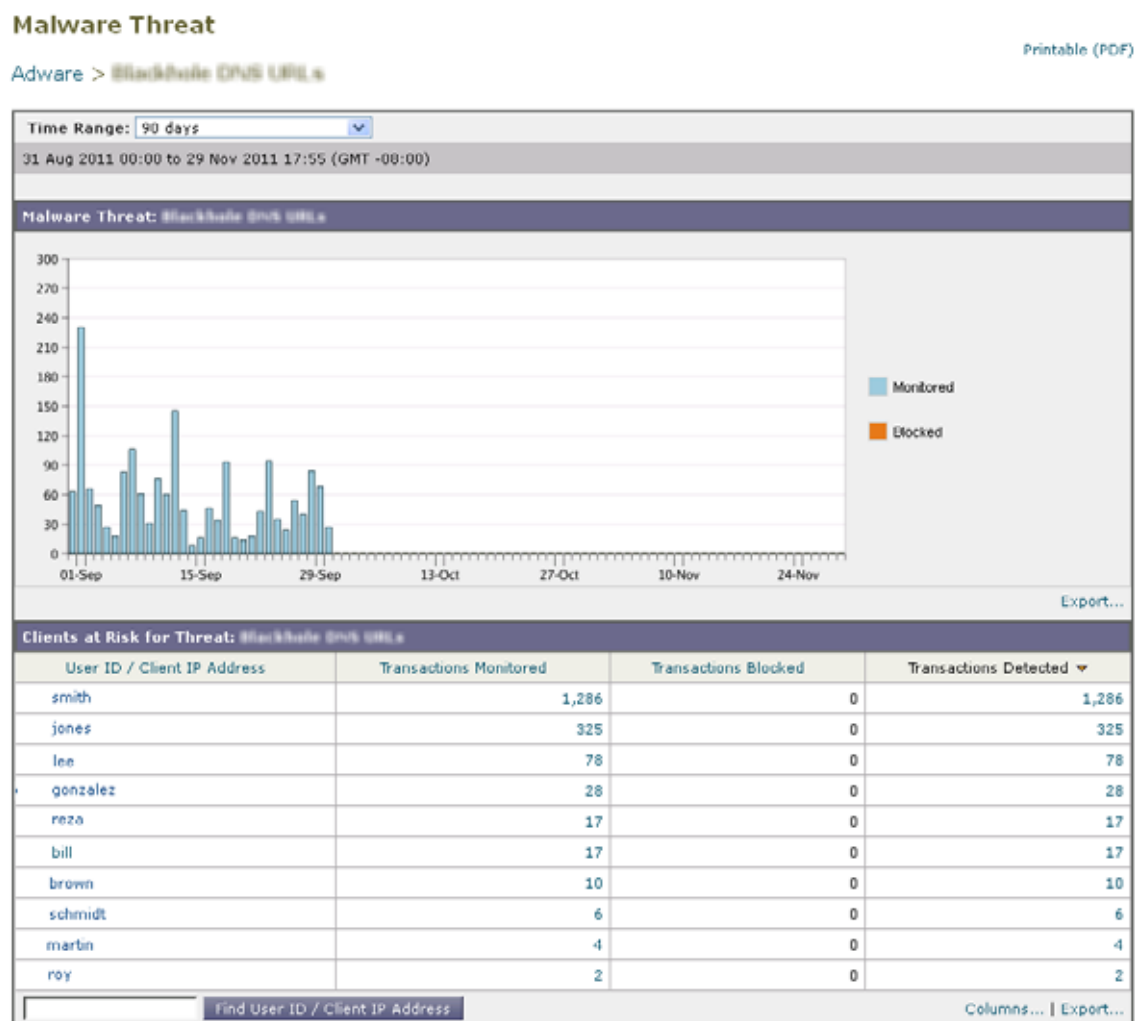 Malware Threat
Printable (PDF)
Adware >
Time Range: 90 days
31 Aug 2011 00:00 to 29 Nov 2011 17:55 (GMT -08:00)
Malware Threat:
300
270
240
210
180
150
120
90
60
30
0
Monitored
Blocked
01-Sep 15-Sep 29-Sep 13-Oct 27-Oct 10-Nov 24-Nov
Export...
Clients at Risk for Threat:
User ID / Client IP Address Transactions Monitored Transactions Blocked Transactions Detected
smith 1,286 0 1,286
jones 325 0 325
lee 78 0 78
gonzalez 28 0 28
reza 17 0 17
bill 17 0 17
brown 10 0 10
schmidt 6 0 6
martin 4 0 4
roy 2 0 2
Find User ID / Client IP Address Columns... | Export...